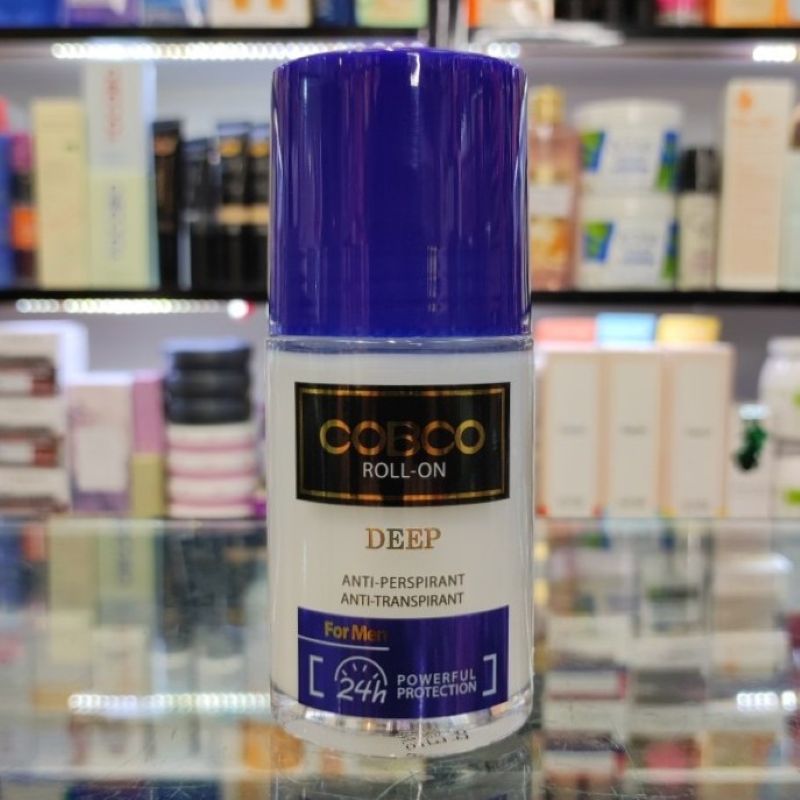 COBCO
ROLL-ON
DEEP
ANTI-PERSPIRANT
ANTI-TRANSPIRANT
For Men
24h
POWERFUL
PROTECTION